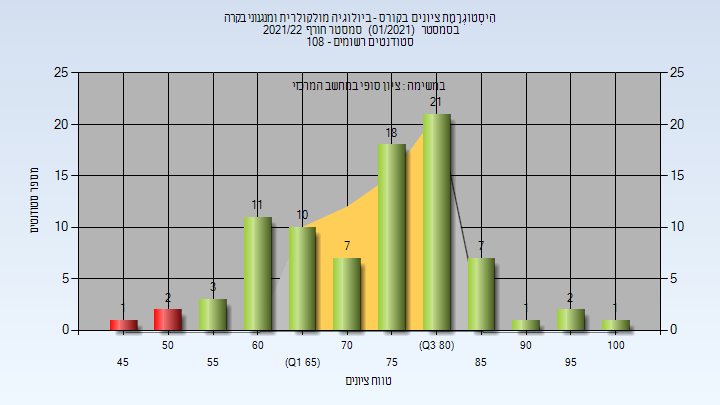 היסטוגרמת ציונים בקורס - ביולוגיה מולקולרית ומנגנוני בקרה
בסמסטר (01/2021) סמסטר חורף 2021/22
סטודנטים רשומים - 108
במשימה : ציון סופי במחשב המרכזי
מספר סטודנטים
25 25
20 20
15 15
10 10
5 5
0 0
1 2 3 11 10 7 18 21 7 1 2 1
50 60 70 (Q3 80) 90 100
45 55 (Q1 65) 75 85 95
טווח ציונים